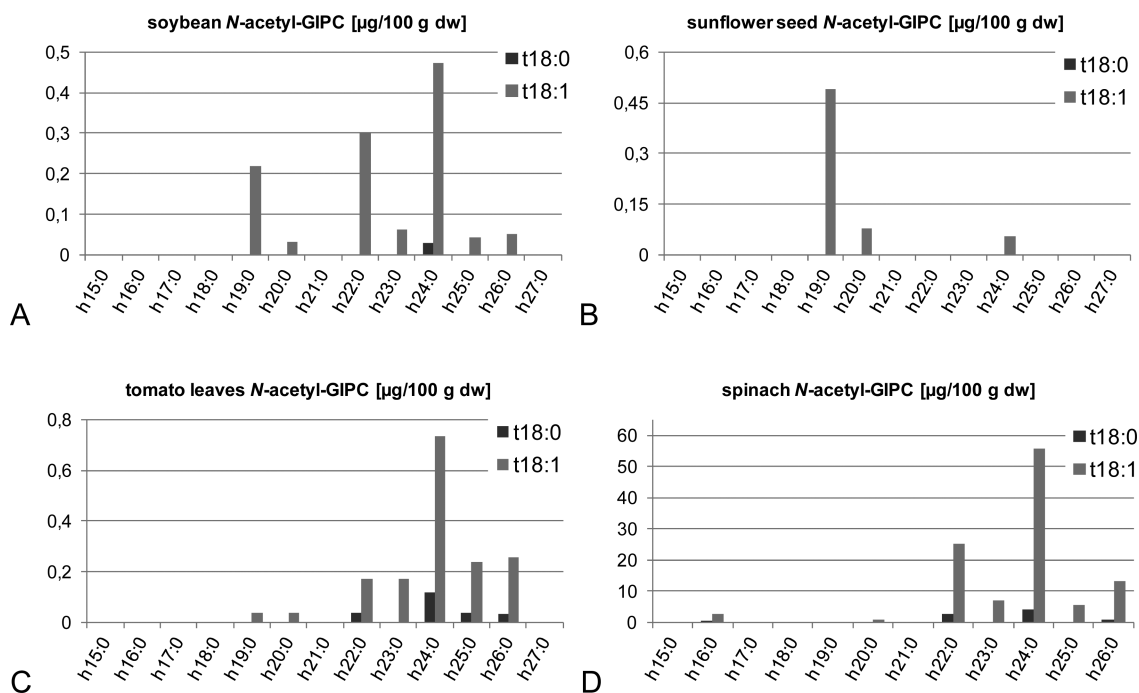 soybean N-acetyl-GIPC [µg/100 g dw]
0,5
0,4
0,3
0,2
0,1
0
t18:0
t18:1
h15:0 h16:0 h17:0 h18:0 h19:0 h20:0 h21:0 h22:0 h23:0 h24:0 h25:0 h26:0 h27:0
A
sunflower seed N-acetyl-GIPC [µg/100 g dw]
0,6
0,45
0,3
0,15
0
t18:0
t18:1
h15:0 h16:0 h17:0 h18:0 h19:0 h20:0 h21:0 h22:0 h23:0 h24:0 h25:0 h26:0 h27:0
B
tomato leaves N-acetyl-GIPC [µg/100 g dw]
0,8
0,6
0,4
0,2
0
t18:0
t18:1
h15:0 h16:0 h17:0 h18:0 h19:0 h20:0 h21:0 h22:0 h23:0 h24:0 h25:0 h26:0 h27:0
C
spinach N-acetyl-GIPC [µg/100 g dw]
60
50
40
30
20
10
0
t18:0
t18:1
h15:0 h16:0 h17:0 h18:0 h19:0 h20:0 h21:0 h22:0 h23:0 h24:0 h25:0 h26:0
D